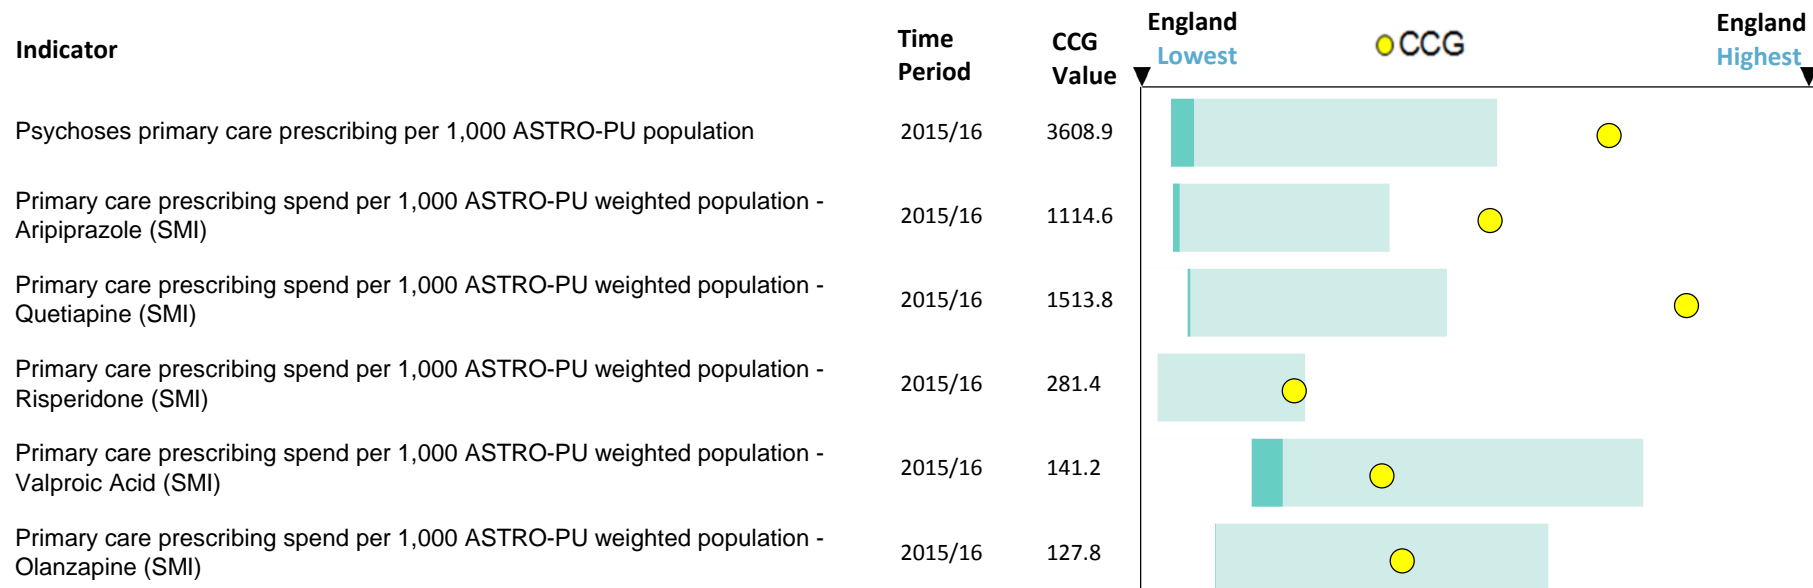 Indicator
Time
Period
CCG
Value
England
Lowest
CCG
England
Highest
Psychoses primary care prescribing per 1,000 ASTRO-PU population
2015/16
3608.9
Primary care prescribing spend per 1,000 ASTRO-PU weighted population -
Aripiprazole (SMI)
2015/16
1114.6
Primary care prescribing spend per 1,000 ASTRO-PU weighted population -
Quetiapine (SMI)
2015/16
1513.8
Primary care prescribing spend per 1,000 ASTRO-PU weighted population -
Risperidone (SMI)
2015/16
281.4
Primary care prescribing spend per 1,000 ASTRO-PU weighted population -
Valproic Acid (SMI)
2015/16
141.2
Primary care prescribing spend per 1,000 ASTRO-PU weighted population -
Olanzapine (SMI)
2015/16
127.8